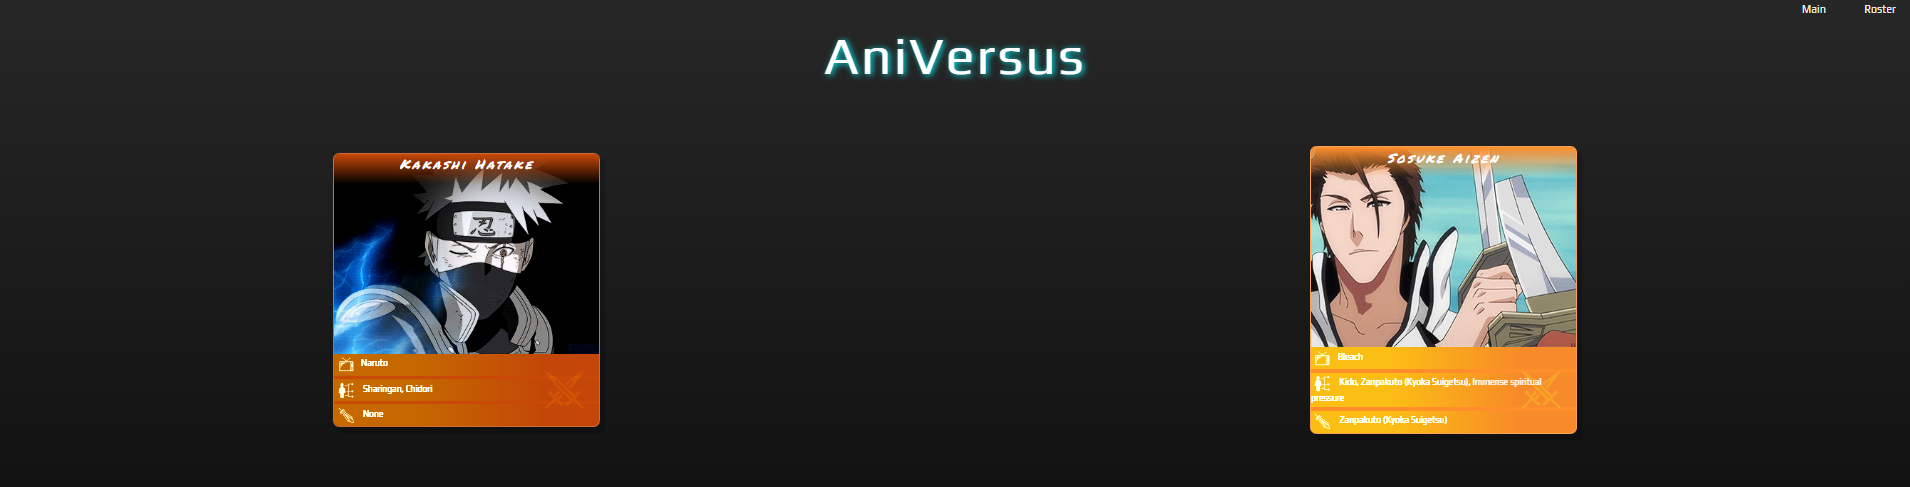 Main
Roster
AniVersus
Kakashi Hatake
忍
Naruto
Sharingan, Chidori
None
Sosuke Aizen
Bleach
Kido, Zanpakuto (Kyoka Suigetsu), Immense spiritual
pressure
Zanpakuto (Kyoka Suigetsu)